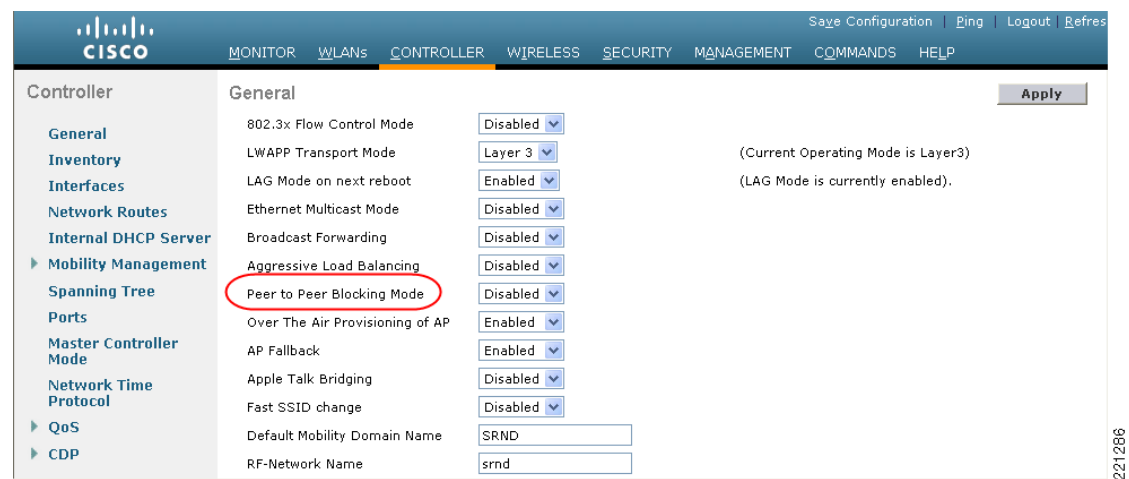 Save Configuration | Ping | Logout | Refres
CISCO
MONITOR WLANs CONTROLLER WIRELESS SECURITY MANAGEMENT COMMANDS HELP
Controller
General
Inventory
Interfaces
Network Routes
Internal DHCP Server
Mobility Management
Spanning Tree
Ports
Master Controller
Mode
Network Time
Protocol
QoS
CDP
General
Apply
802.3x Flow Control Mode Disabled
LWAPP Transport Mode Layer 3 (Current Operating Mode is Layer3)
LAG Mode on next reboot Enabled (LAG Mode is currently enabled).
Ethernet Multicast Mode Disabled
Broadcast Forwarding Disabled
Aggressive Load Balancing Disabled
Peer to Peer Blocking Mode Disabled
Over The Air Provisioning of AP Enabled
AP Fallback Enabled
Apple Talk Bridging Disabled
Fast SSID change Disabled
Default Mobility Domain Name SRND
RF-Network Name srnd
221286